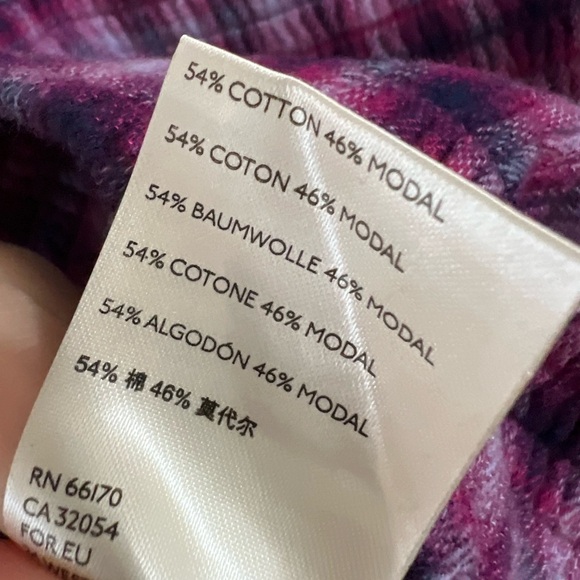 54% COTTON 46% MODAL
54% COTON 46% MODAL
54% BAUMWOLLE 46% MODAL
54% COTONE 46% MODAL
54% ALGODÓN 46% MODAL
54% 棉 46% 莫代尔
RN 66170
CA 32054
FOR EU